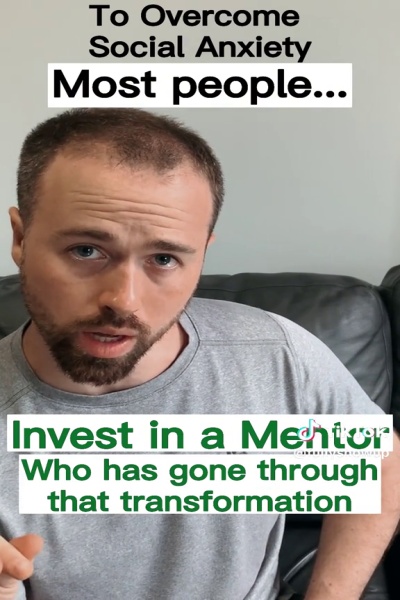 To Overcome
Social Anxiety
Most people...
Invest in a Mentor
Who has gone through
that transformation